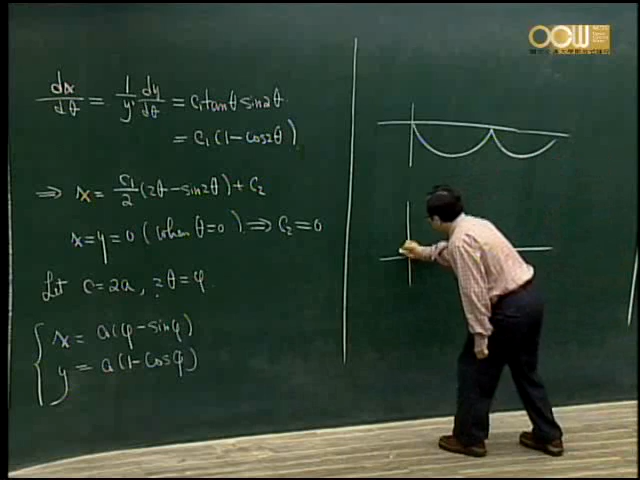 dx/dθ = 1/y' dy/dθ = c₁tanθ sin2θ
= c₁(1-cos2θ)
⇒ x = c₁/2 (2θ-sin2θ)+c₂
x=y=0 (when θ=0) ⇒ c₂=0
Let c=2a, 2θ=φ.
x = a(φ-sinφ)
y = a(1-cosφ)
OCW